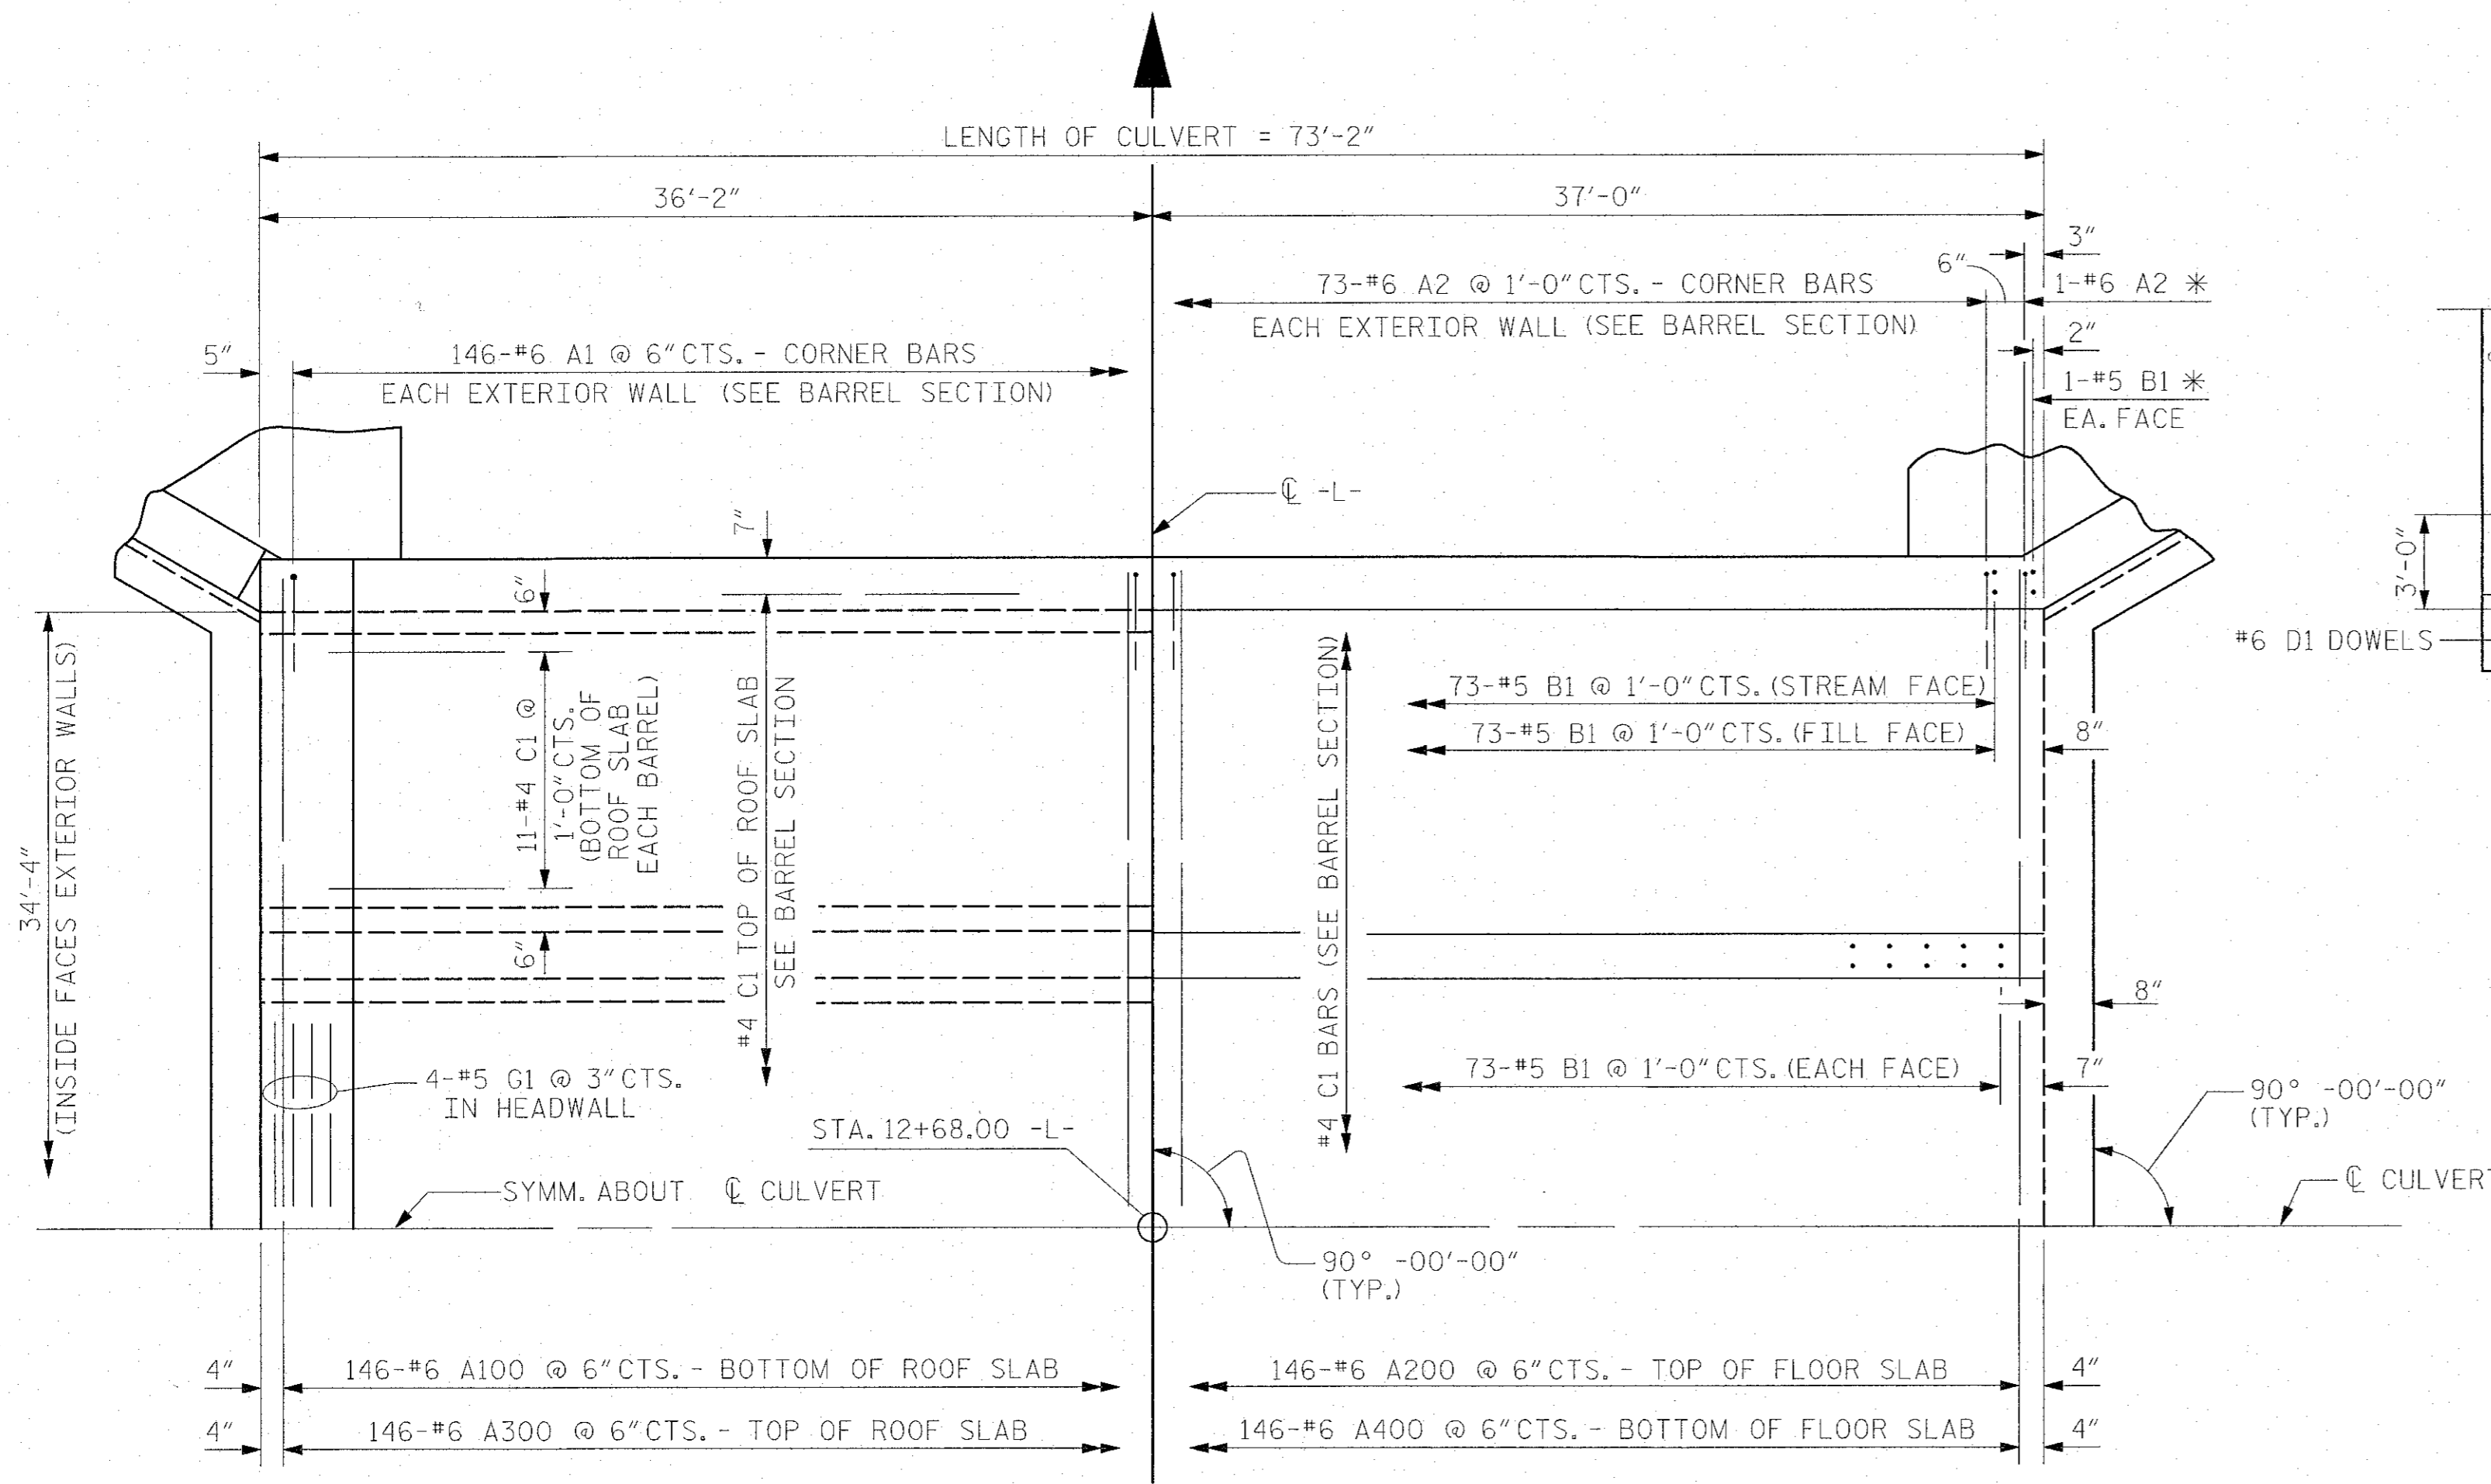 LENGTH OF CULVERT = 73'-2"
36'-2"
37'-0"
3"
6"
73-#6 A2 @ 1'-0" CTS. - CORNER BARS
1-#6 A2 *
EACH EXTERIOR WALL (SEE BARREL SECTION)
2"
5"
146-#6 A1 @ 6" CTS. - CORNER BARS
EACH EXTERIOR WALL (SEE BARREL SECTION)
1-#5 B1 *
EA. FACE
℄ -L-
7"
3'-0"
6"
#6 D1 DOWELS
34'-4"
(INSIDE FACES EXTERIOR WALLS)
11-#4 C1 @
1'-0" CTS.
(BOTTOM OF
ROOF SLAB
EACH BARREL)
6"
#4 C1 TOP OF ROOF SLAB
SEE BARREL SECTION
#4 C1 BARS (SEE BARREL SECTION)
73-#5 B1 @ 1'-0" CTS. (STREAM FACE)
73-#5 B1 @ 1'-0" CTS. (FILL FACE)
8"
8"
73-#5 B1 @ 1'-0" CTS. (EACH FACE)
7"
4-#5 G1 @ 3" CTS.
IN HEADWALL
STA. 12+68.00 -L-
90° -00'-00"
(TYP.)
SYMM. ABOUT ℄ CULVERT
℄ CULVERT
90° -00'-00"
(TYP.)
4"
146-#6 A100 @ 6" CTS. - BOTTOM OF ROOF SLAB
146-#6 A200 @ 6" CTS. - TOP OF FLOOR SLAB
4"
4"
146-#6 A300 @ 6" CTS. - TOP OF ROOF SLAB
146-#6 A400 @ 6" CTS. - BOTTOM OF FLOOR SLAB
4"